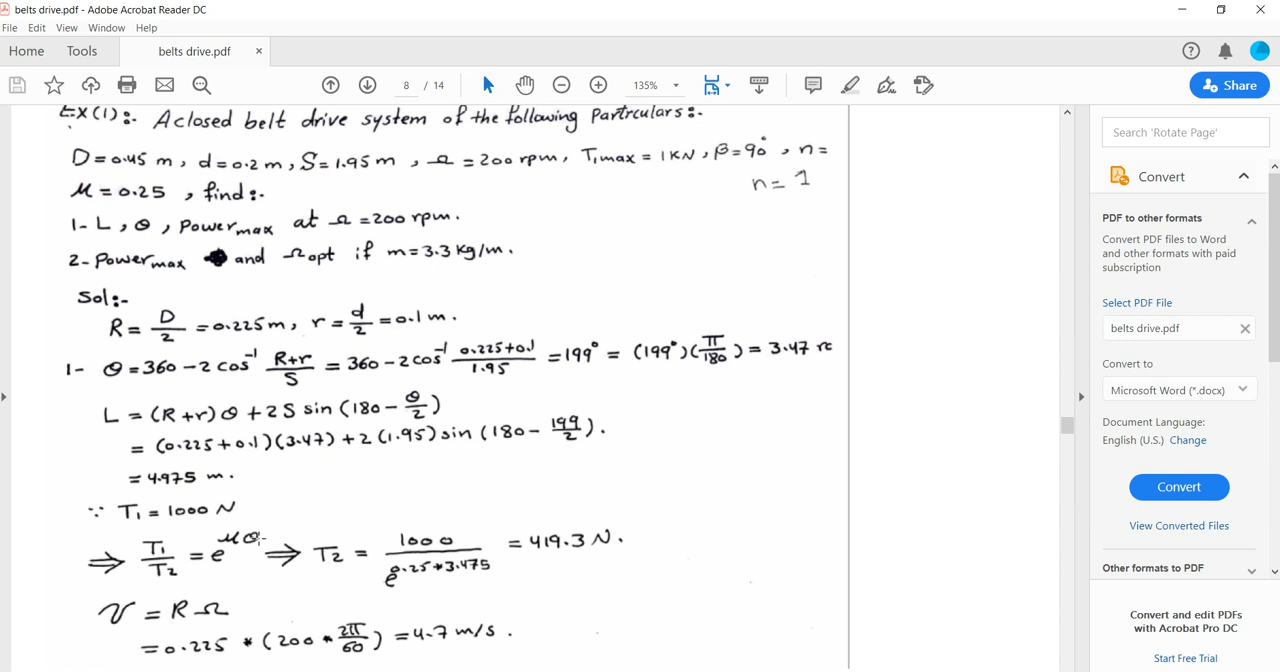 belts drive.pdf - Adobe Acrobat Reader DC
File Edit View Window Help
Home Tools belts drive.pdf ×
8 / 14 135% Share
Ex(1):- A closed belt drive system of the following Particulars:-
D=0.45 m, d=0.2 m, S=1.95 m, Ω=200 rpm, T1max = 1KN, β=90°, n=
n=1
μ=0.25, find:-
1- L, θ, Powermax at Ω=200 rpm.
2- Powermax and Ωopt if m=3.3 kg/m.
Sol:-
R= D/2 =0.225m, r= d/2 =0.1 m.
1- θ=360-2 cos⁻¹ (R+r)/S = 360-2cos⁻¹ (0.225+0.1)/1.95 =199° = (199°)(π/180) = 3.47 rc
L = (R+r)θ+2S sin(180-θ/2)
= (0.225+0.1)(3.47)+2(1.95)sin(180-199/2).
= 4.975 m.
∵ T1=1000 N
⇒ T1/T2 = e^μθ ⇒ T2 = 1000/e^0.25*3.475 = 419.3 N.
V = RΩ
=0.225 * (200*2π/60) =4.7 m/s.
Search 'Rotate Page'
Convert
PDF to other formats
Convert PDF files to Word
and other formats with paid
subscription
Select PDF File
belts drive.pdf
Convert to
Microsoft Word (*.docx)
Document Language:
English (U.S.) Change
Convert
View Converted Files
Other formats to PDF
Convert and edit PDFs
with Acrobat Pro DC
Start Free Trial